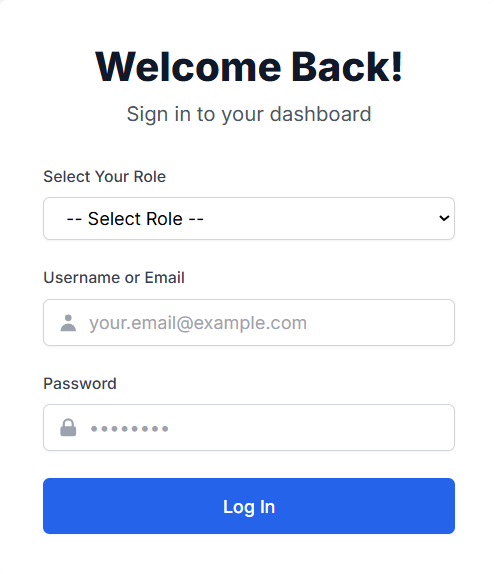 Welcome Back!
Sign in to your dashboard
Select Your Role
-- Select Role --
Username or Email
your.email@example.com
Password
••••••••
Log In